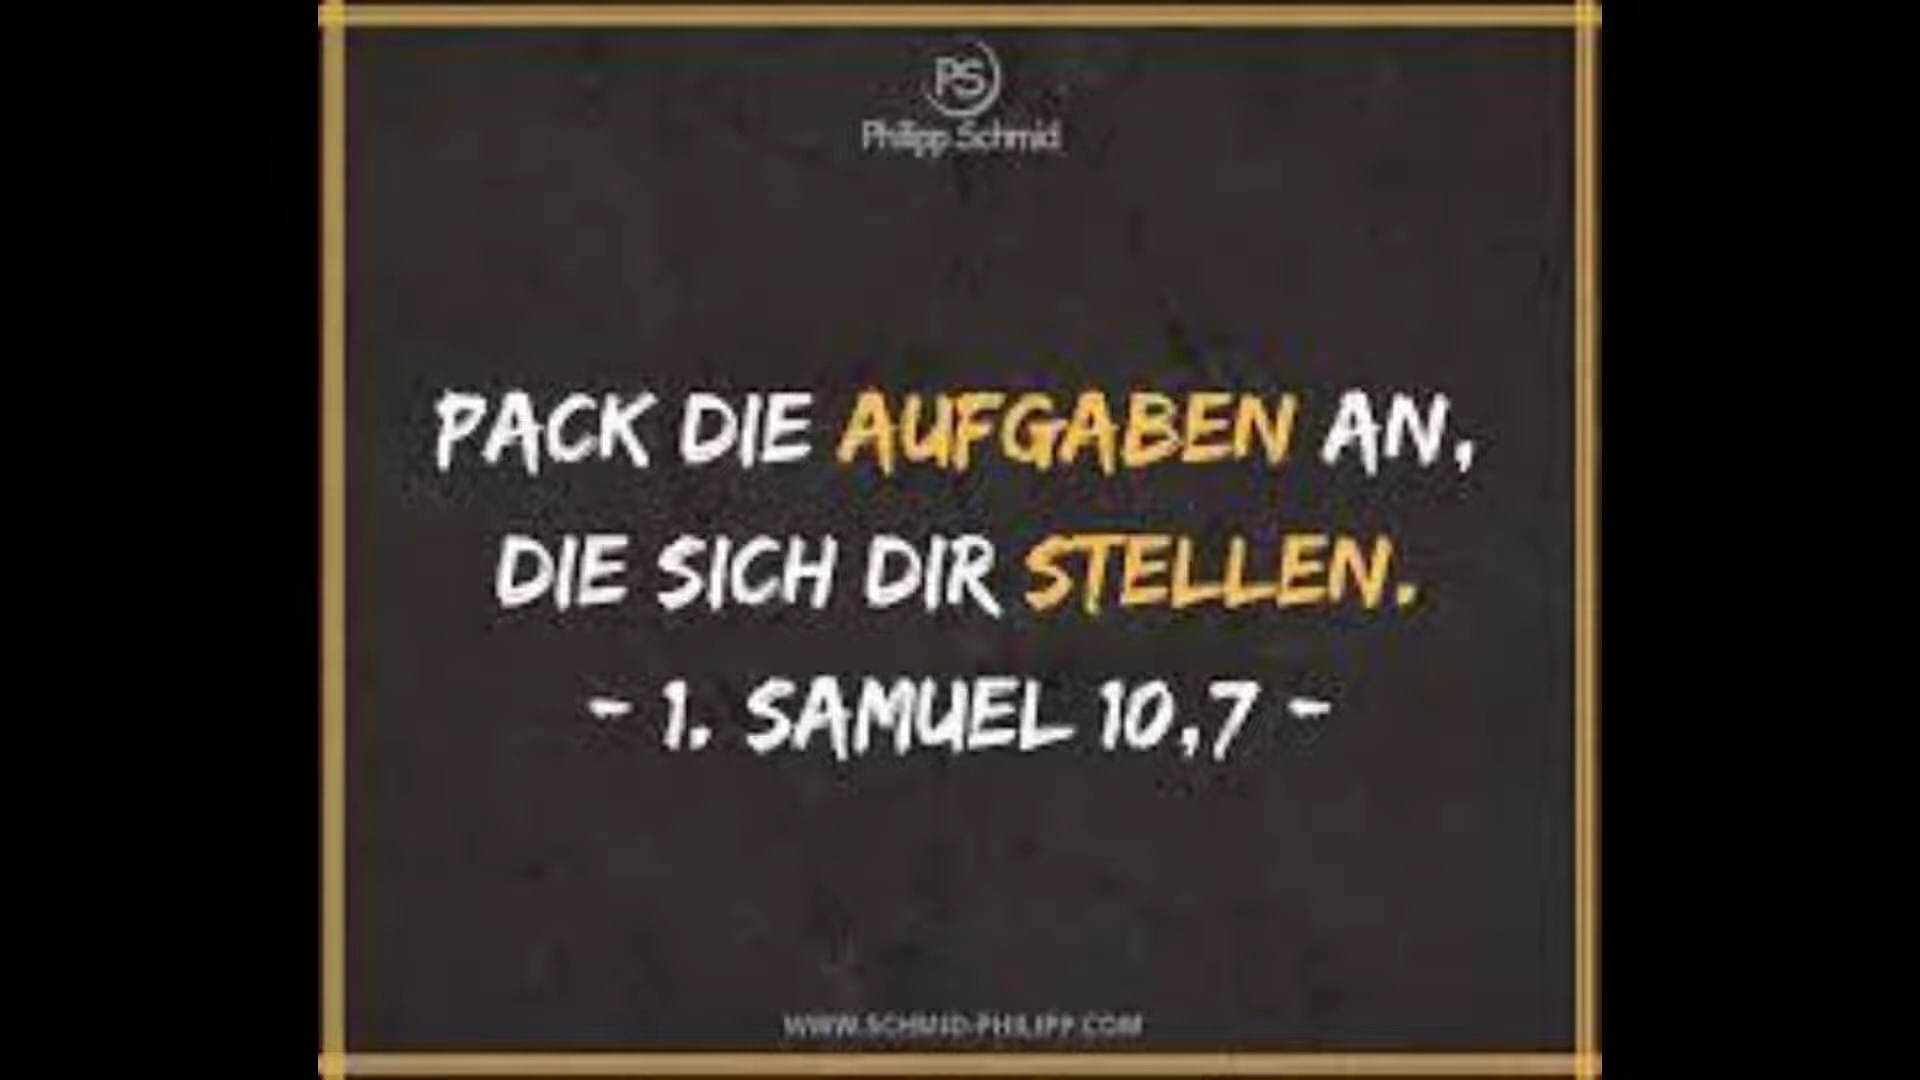 PS
Philipp Schmid
PACK DIE AUFGABEN AN,
DIE SICH DIR STELLEN.
- 1. SAMUEL 10,7 -
WWW.SCHMID-PHILIPP.COM